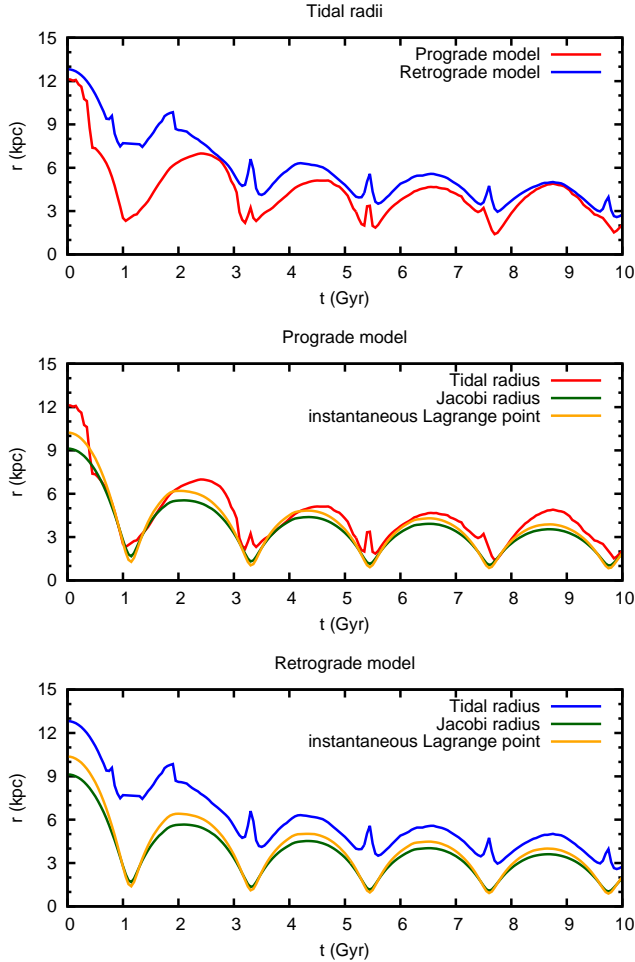 Tidal radii
15
12
9
6
3
0
r (kpc)
Prograde model
Retrograde model
0 1 2 3 4 5 6 7 8 9 10
t (Gyr)
Prograde model
15
12
9
6
3
0
r (kpc)
Tidal radius
Jacobi radius
instantaneous Lagrange point
0 1 2 3 4 5 6 7 8 9 10
t (Gyr)
Retrograde model
15
12
9
6
3
0
r (kpc)
Tidal radius
Jacobi radius
instantaneous Lagrange point
0 1 2 3 4 5 6 7 8 9 10
t (Gyr)